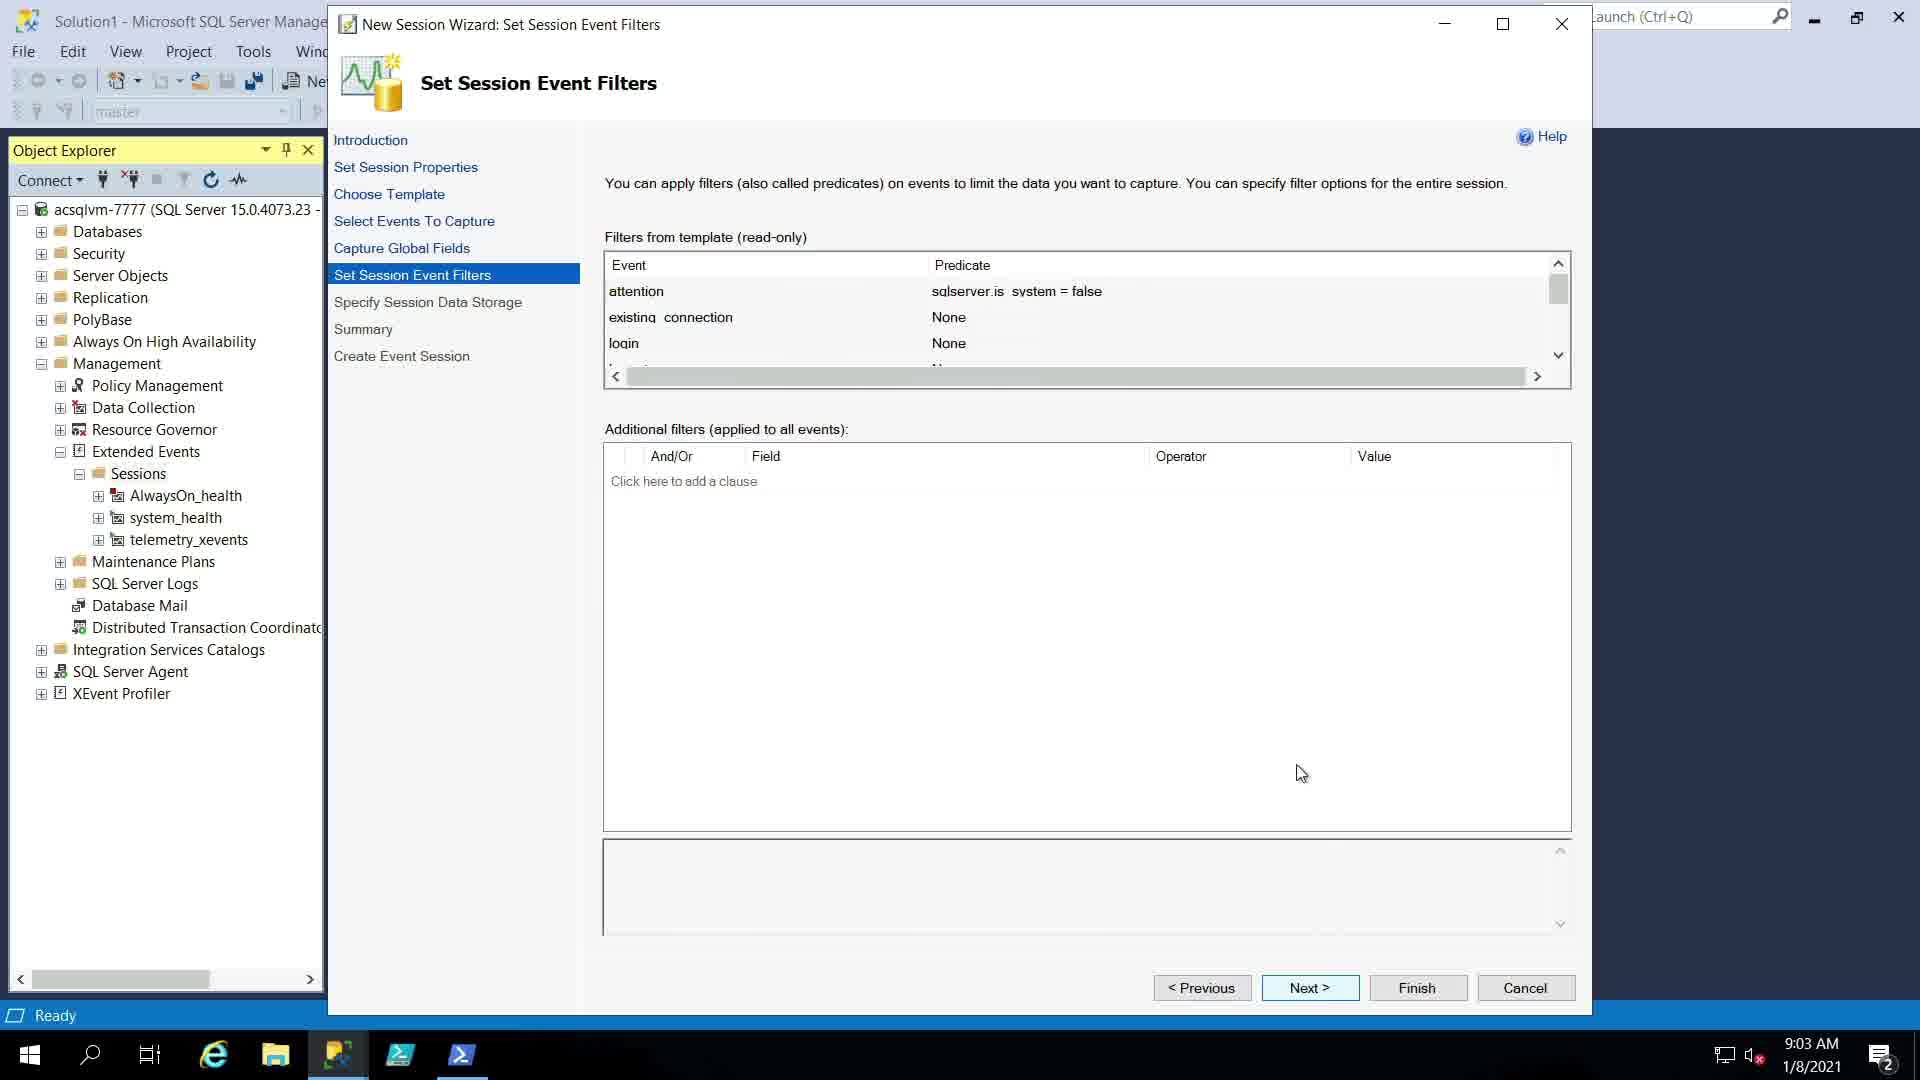 Solution1 - Microsoft SQL Server Manage
New Session Wizard: Set Session Event Filters
Launch (Ctrl+Q)
File Edit View Project Tools Wind
Ne
master
Set Session Event Filters
Object Explorer
Connect
acsqlvm-7777 (SQL Server 15.0.4073.23 -
Databases
Security
Server Objects
Replication
PolyBase
Always On High Availability
Management
Policy Management
Data Collection
Resource Governor
Extended Events
Sessions
AlwaysOn_health
system_health
telemetry_xevents
Maintenance Plans
SQL Server Logs
Database Mail
Distributed Transaction Coordinato
Integration Services Catalogs
SQL Server Agent
XEvent Profiler
Introduction
Set Session Properties
Choose Template
Select Events To Capture
Capture Global Fields
Set Session Event Filters
Specify Session Data Storage
Summary
Create Event Session
Help
You can apply filters (also called predicates) on events to limit the data you want to capture. You can specify filter options for the entire session.
Filters from template (read-only)
Event Predicate
attention sqlserver.is_system = false
existing_connection None
login None
Additional filters (applied to all events):
And/Or Field Operator Value
Click here to add a clause
< Previous Next > Finish Cancel
Ready
9:03 AM
1/8/2021
2